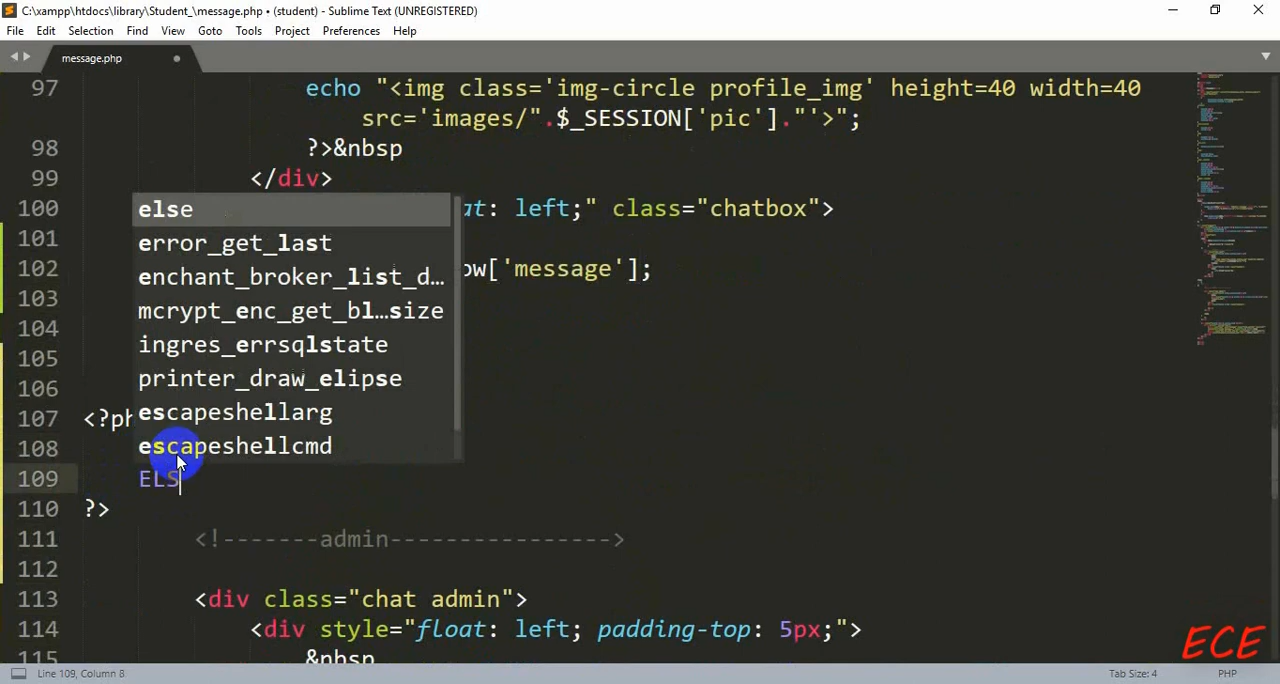 C:\xampp\htdocs\library\Student_\message.php • (student) - Sublime Text (UNREGISTERED)
File Edit Selection Find View Goto Tools Project Preferences Help
message.php
97 echo "<img class='img-circle profile_img' height=40 width=40
src='images/".$_SESSION['pic']."'>";
98 ?>&nbsp
99 </div>
100 at: left;" class="chatbox">
101
102 ow['message'];
103
104
105
106
107 <?ph
108
109 ELS
110 ?>
else
error_get_last
enchant_broker_list_d...
mcrypt_enc_get_bl...size
ingres_errsqlstate
printer_draw_elipse
escapeshellarg
escapeshellcmd
111 <!-------admin---------------->
112
113 <div class="chat admin">
114 <div style="float: left; padding-top: 5px;">
115 &nbsp
ECE
Line 109, Column 8 Tab Size: 4 PHP